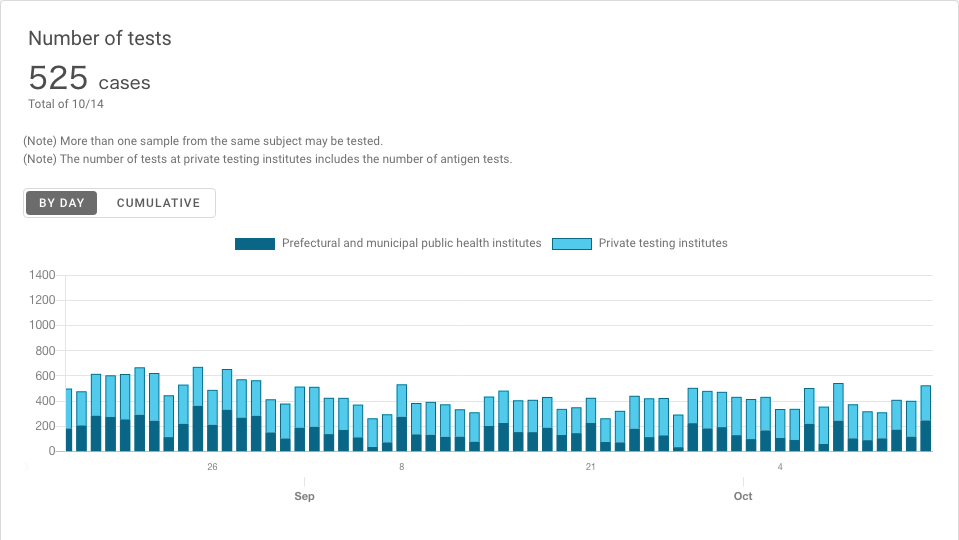 Number of tests
525 cases
Total of 10/14
(Note) More than one sample from the same subject may be tested.
(Note) The number of tests at private testing institutes includes the number of antigen tests.
BY DAY CUMULATIVE
Prefectural and municipal public health institutes Private testing institutes
1400
1200
1000
800
600
400
200
0
26 8 21 4
Sep Oct